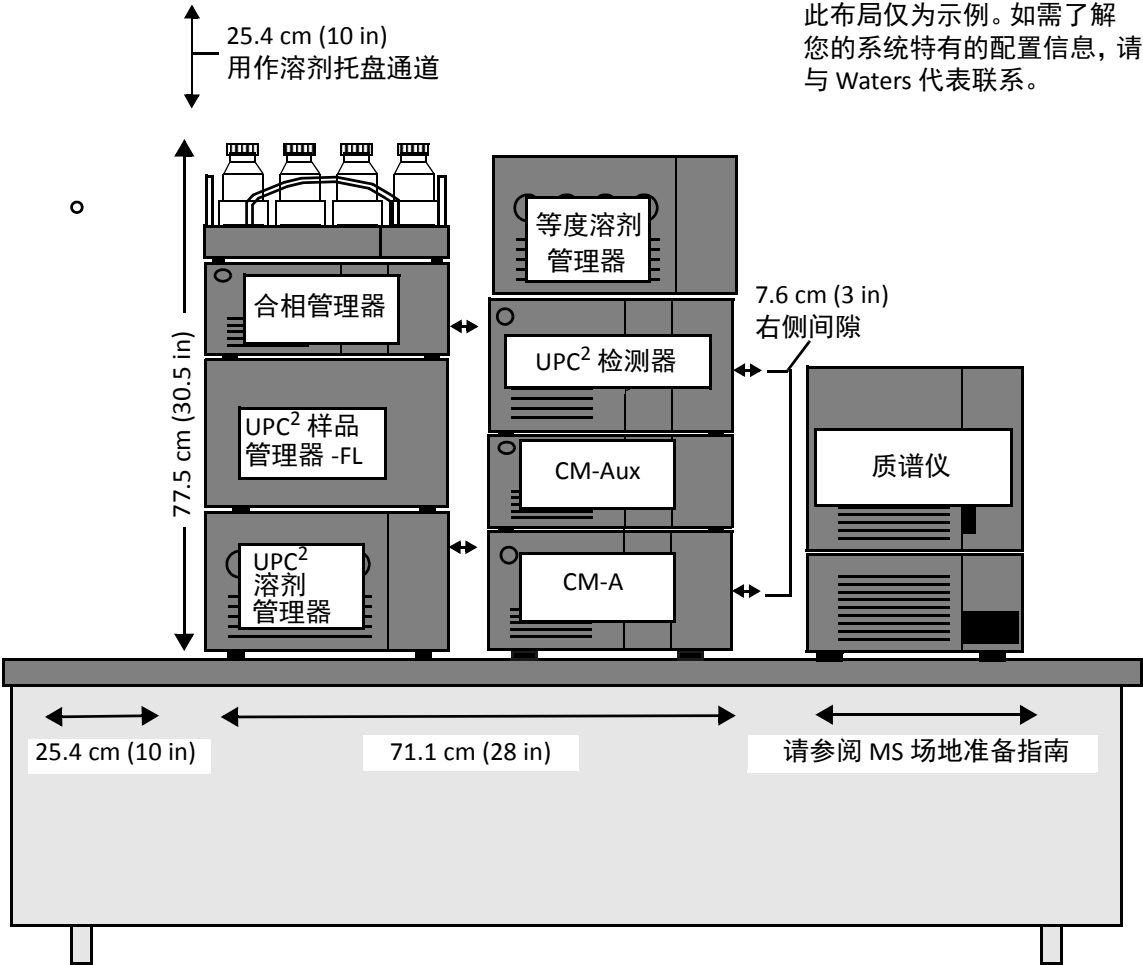 25.4 cm (10 in)
用作溶剂托盘通道
此布局仅为示例。如需了解
您的系统特有的配置信息，请
与 Waters 代表联系。
77.5 cm (30.5 in)
合相管理器
UPC² 样品
管理器 -FL
UPC²
溶剂
管理器
等度溶剂
管理器
UPC² 检测器
CM-Aux
CM-A
7.6 cm (3 in)
右侧间隙
质谱仪
25.4 cm (10 in)
71.1 cm (28 in)
请参阅 MS 场地准备指南